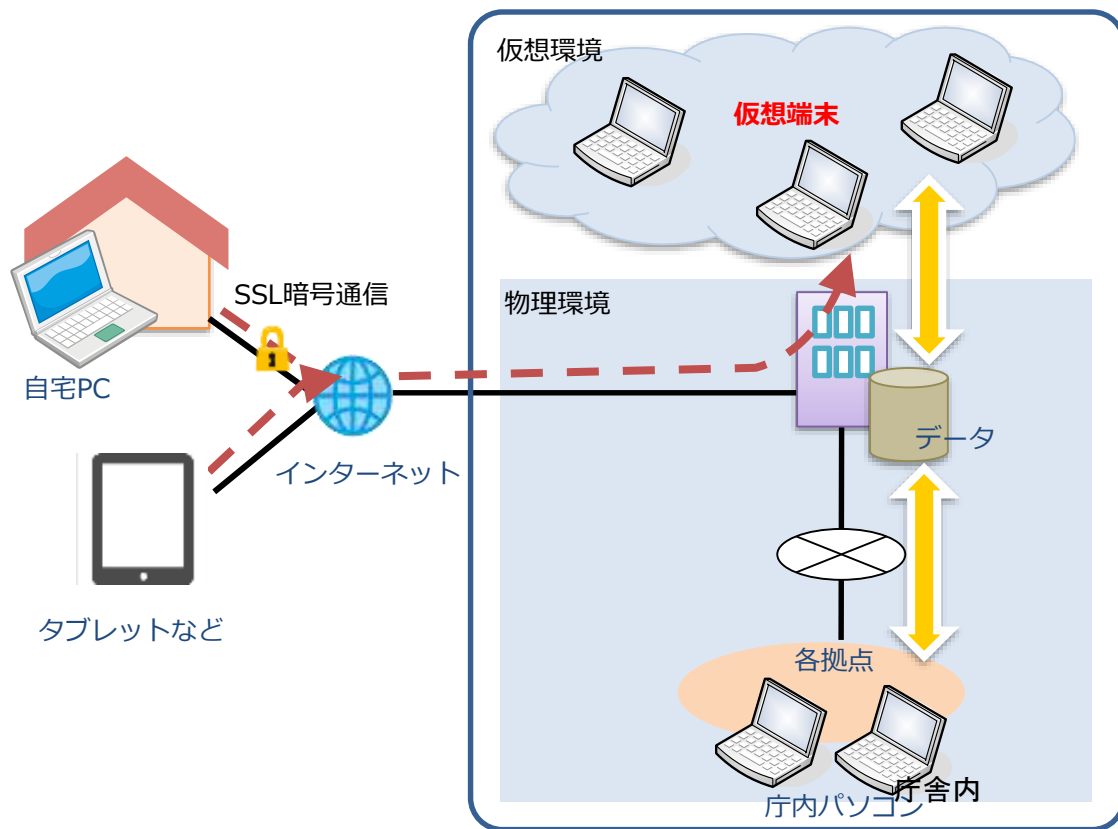 仮想環境
仮想端末
SSL暗号通信
物理環境
自宅PC
データ
インターネット
タブレットなど
各拠点
庁内パソコン
庁舎内